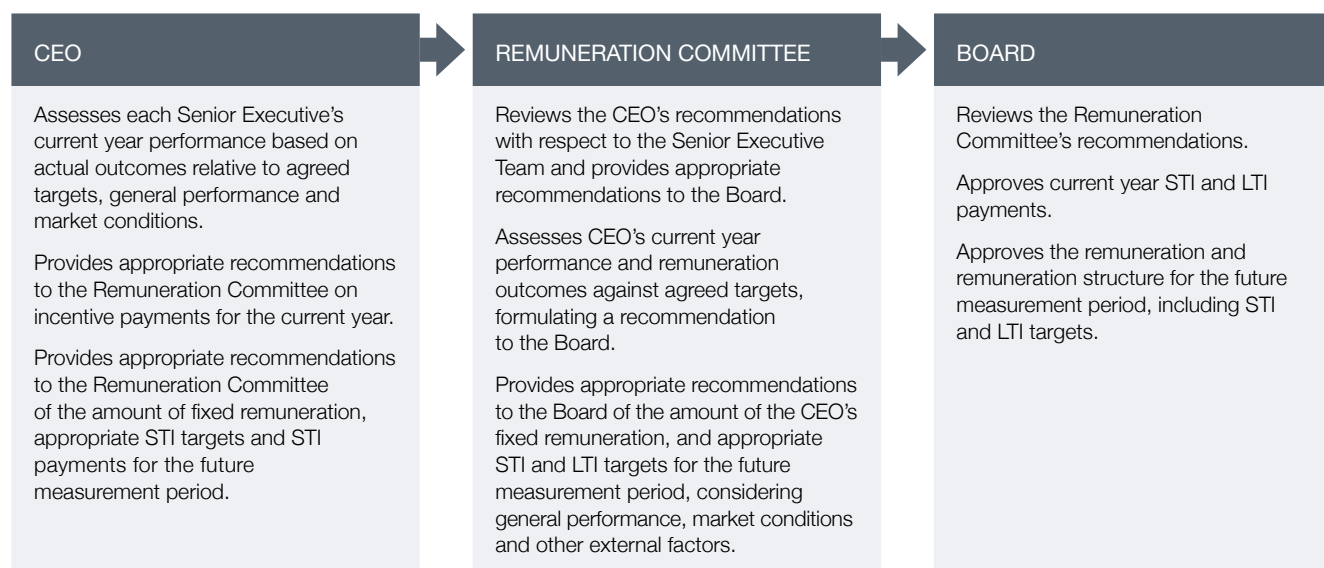 CEO
Assesses each Senior Executive’s
current year performance based on
actual outcomes relative to agreed
targets, general performance and
market conditions.
Provides appropriate recommendations
to the Remuneration Committee on
incentive payments for the current year.
Provides appropriate recommendations
to the Remuneration Committee
of the amount of fixed remuneration,
appropriate STI targets and STI
payments for the future
measurement period.
REMUNERATION COMMITTEE
Reviews the CEO’s recommendations
with respect to the Senior Executive
Team and provides appropriate
recommendations to the Board.
Assesses CEO’s current year
performance and remuneration
outcomes against agreed targets,
formulating a recommendation
to the Board.
Provides appropriate recommendations
to the Board of the amount of the CEO’s
fixed remuneration, and appropriate
STI and LTI targets for the future
measurement period, considering
general performance, market conditions
and other external factors.
BOARD
Reviews the Remuneration
Committee’s recommendations.
Approves current year STI and LTI
payments.
Approves the remuneration and
remuneration structure for the future
measurement period, including STI
and LTI targets.